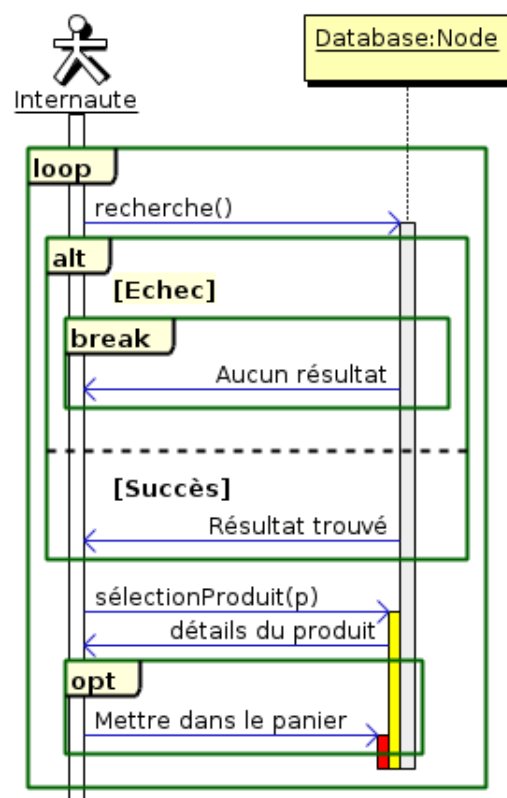 Database:Node
Internaute
loop
recherche()
alt
[Echec]
break
Aucun résultat
[Succès]
Résultat trouvé
sélectionProduit(p)
détails du produit
opt
Mettre dans le panier